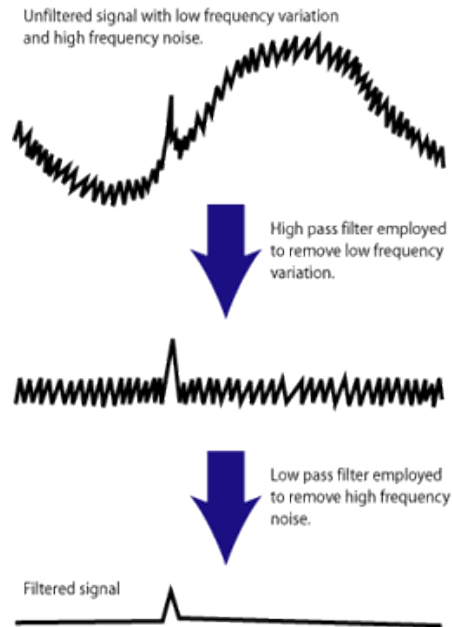 Unfiltered signal with low frequency variation
and high frequency noise.
High pass filter employed
to remove low frequency
variation.
Low pass filter employed
to remove high frequency
noise.
Filtered signal